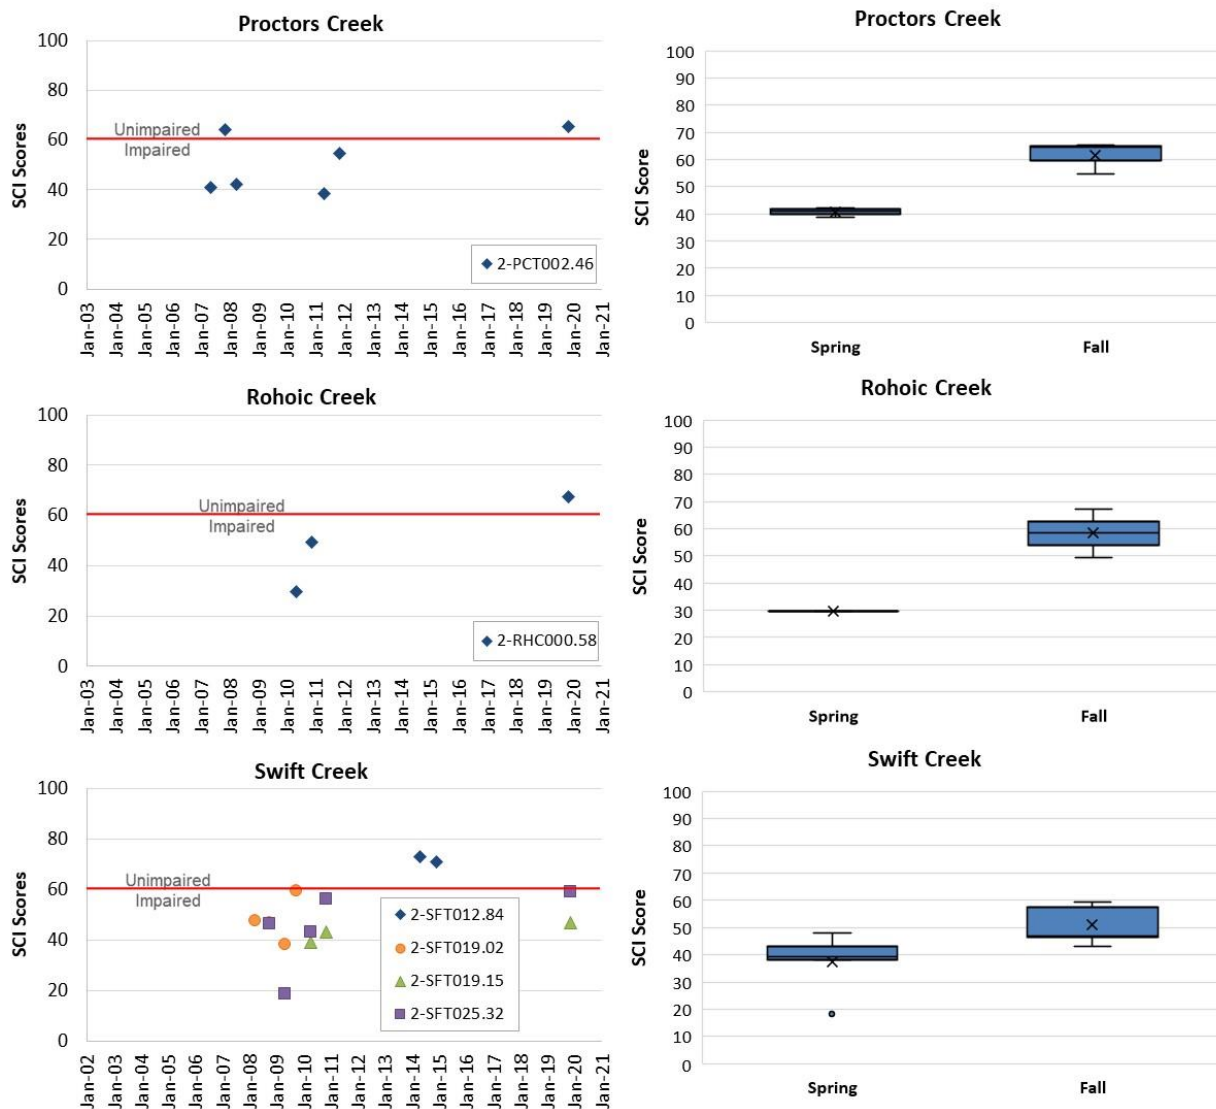 Proctors Creek
100
80
60
40
20
0
SCI Scores
Unimpaired
Impaired
2-PCT002.46
Jan-03
Jan-04
Jan-05
Jan-06
Jan-07
Jan-08
Jan-09
Jan-10
Jan-11
Jan-12
Jan-13
Jan-14
Jan-15
Jan-16
Jan-17
Jan-18
Jan-19
Jan-20
Jan-21
Proctors Creek
100
90
80
70
60
50
40
30
20
10
0
SCI Score
Spring
Fall
Rohoic Creek
100
80
60
40
20
0
SCI Scores
Unimpaired
Impaired
2-RHC000.58
Jan-03
Jan-04
Jan-05
Jan-06
Jan-07
Jan-08
Jan-09
Jan-10
Jan-11
Jan-12
Jan-13
Jan-14
Jan-15
Jan-16
Jan-17
Jan-18
Jan-19
Jan-20
Jan-21
Rohoic Creek
100
90
80
70
60
50
40
30
20
10
0
SCI Score
Spring
Fall
Swift Creek
100
80
60
40
20
0
SCI Scores
Unimpaired
Impaired
2-SFT012.84
2-SFT019.02
2-SFT019.15
2-SFT025.32
Jan-02
Jan-03
Jan-04
Jan-05
Jan-06
Jan-07
Jan-08
Jan-09
Jan-10
Jan-11
Jan-12
Jan-13
Jan-14
Jan-15
Jan-16
Jan-17
Jan-18
Jan-19
Jan-20
Jan-21
Swift Creek
100
90
80
70
60
50
40
30
20
10
0
SCI Score
Spring
Fall